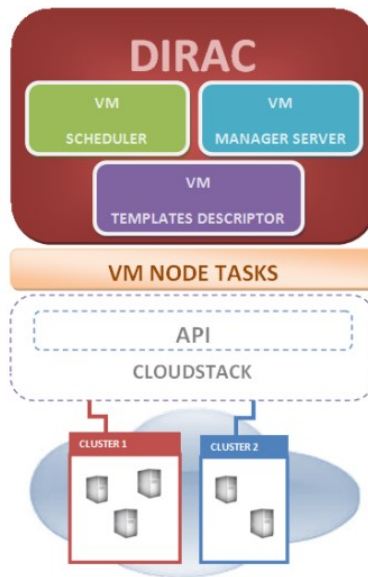 DIRAC
VM
SCHEDULER
VM
MANAGER SERVER
VM
TEMPLATES DESCRIPTOR
VM NODE TASKS
API
CLOUDSTACK
CLUSTER 1
CLUSTER 2